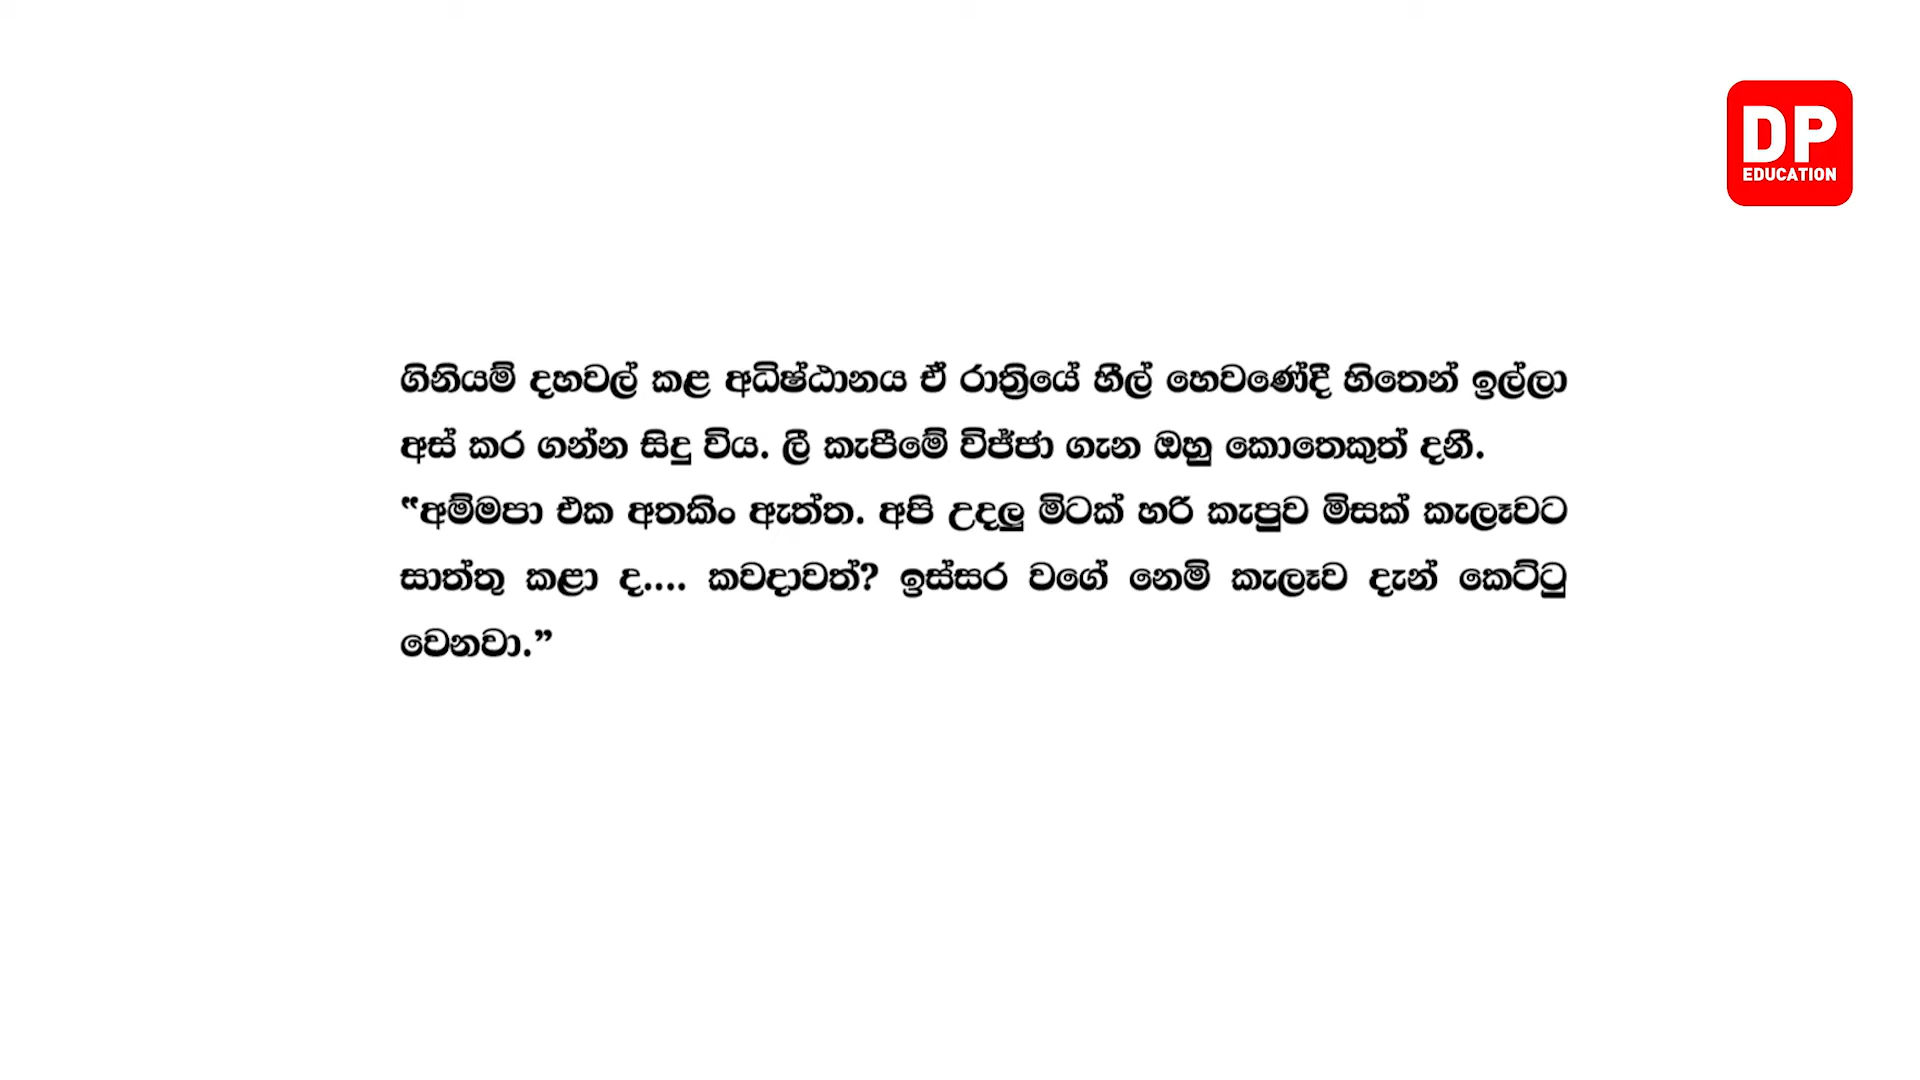 DP
EDUCATION
ගිනියම් දහවල් කළ අධිෂ්ඨානය ඒ රාත්‍රියේ හීල් හෙවණේදී හිතෙන් ඉල්ලා
අස් කර ගන්න සිදු විය. ලී කැපීමේ විජ්ජා ගැන ඔහු කොතෙකුත් දනී.
“අම්මපා එක අතකිං ඇත්ත. අපි උදලු මිටක් හරි කැපුව මිසක් කැලෑවට
සාත්තු කළා ද.... කවදාවත්? ඉස්සර වගේ නෙමි කැලෑව දැන් කෙට්ටු
වෙනවා.”